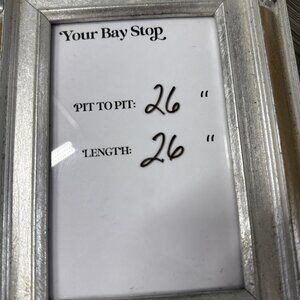 Your Bay Stop
PIT TO PIT: 26 "
LENGTH: 26 "